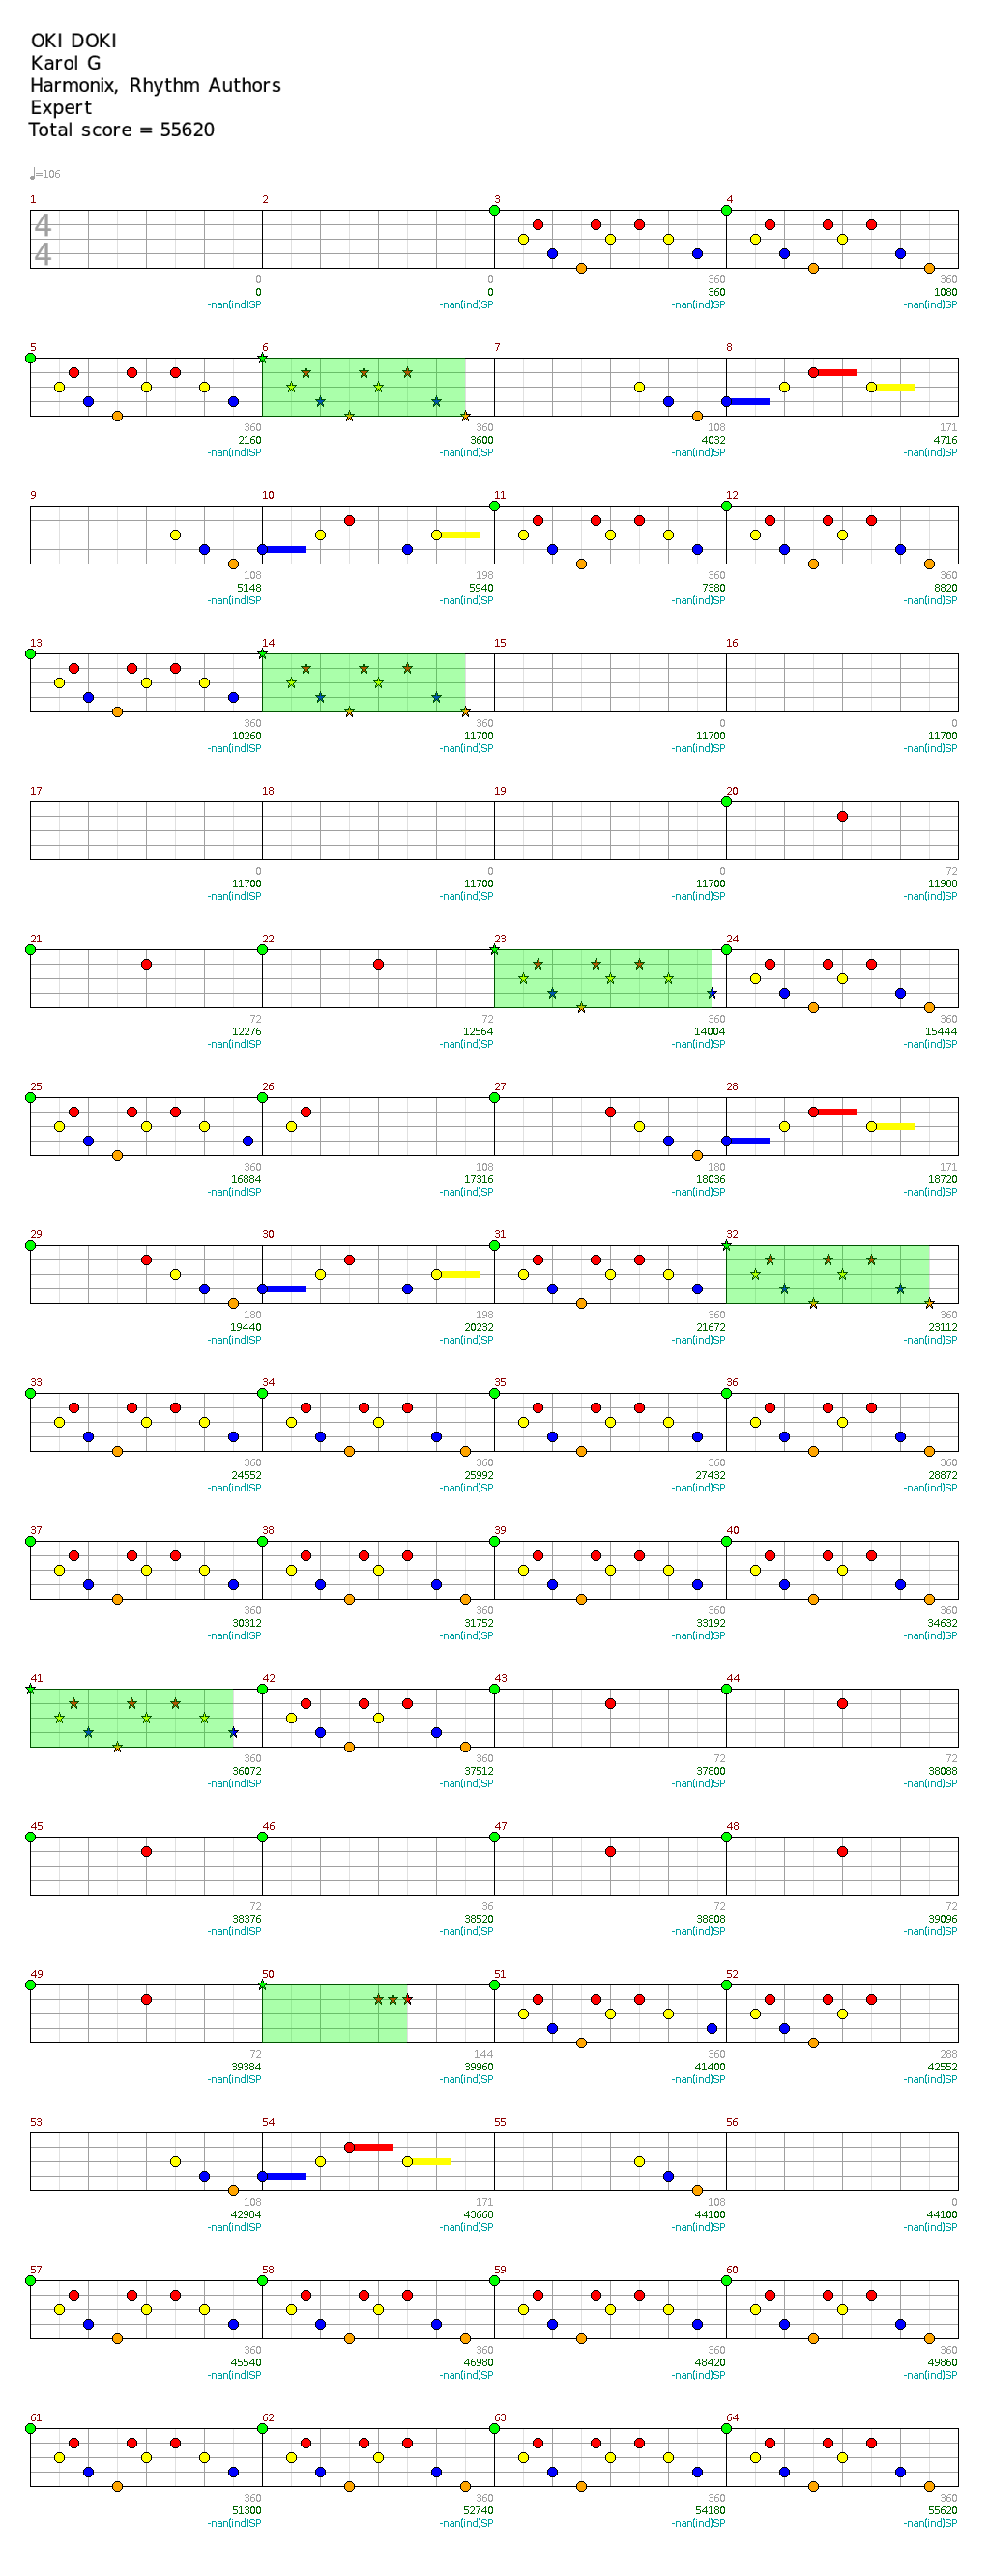 OKI DOKI
Karol G
Harmonix, Rhythm Authors
Expert
Total score = 55620
♩=106
1 2 3 4
4
4
0 0 360 360
0 0 360 1080
-nan(ind)SP -nan(ind)SP -nan(ind)SP -nan(ind)SP
5 6 7 8
360 360 108 171
2160 3600 4032 4716
-nan(ind)SP -nan(ind)SP -nan(ind)SP -nan(ind)SP
9 10 11 12
108 198 360 360
5148 5940 7380 8820
-nan(ind)SP -nan(ind)SP -nan(ind)SP -nan(ind)SP
13 14 15 16
360 360 0 0
10260 11700 11700 11700
-nan(ind)SP -nan(ind)SP -nan(ind)SP -nan(ind)SP
17 18 19 20
0 0 0 72
11700 11700 11700 11988
-nan(ind)SP -nan(ind)SP -nan(ind)SP -nan(ind)SP
21 22 23 24
72 72 360 360
12276 12564 14004 15444
-nan(ind)SP -nan(ind)SP -nan(ind)SP -nan(ind)SP
25 26 27 28
360 108 180 171
16884 17316 18036 18720
-nan(ind)SP -nan(ind)SP -nan(ind)SP -nan(ind)SP
29 30 31 32
180 198 360 360
19440 20232 21672 23112
-nan(ind)SP -nan(ind)SP -nan(ind)SP -nan(ind)SP
33 34 35 36
360 360 360 360
24552 25992 27432 28872
-nan(ind)SP -nan(ind)SP -nan(ind)SP -nan(ind)SP
37 38 39 40
360 360 360 360
30312 31752 33192 34632
-nan(ind)SP -nan(ind)SP -nan(ind)SP -nan(ind)SP
41 42 43 44
360 360 72 72
36072 37512 37800 38088
-nan(ind)SP -nan(ind)SP -nan(ind)SP -nan(ind)SP
45 46 47 48
72 36 72 72
38376 38520 38808 39096
-nan(ind)SP -nan(ind)SP -nan(ind)SP -nan(ind)SP
49 50 51 52
72 144 360 288
39384 39960 41400 42552
-nan(ind)SP -nan(ind)SP -nan(ind)SP -nan(ind)SP
53 54 55 56
108 171 108 0
42984 43668 44100 44100
-nan(ind)SP -nan(ind)SP -nan(ind)SP -nan(ind)SP
57 58 59 60
360 360 360 360
45540 46980 48420 49860
-nan(ind)SP -nan(ind)SP -nan(ind)SP -nan(ind)SP
61 62 63 64
360 360 360 360
51300 52740 54180 55620
-nan(ind)SP -nan(ind)SP -nan(ind)SP -nan(ind)SP